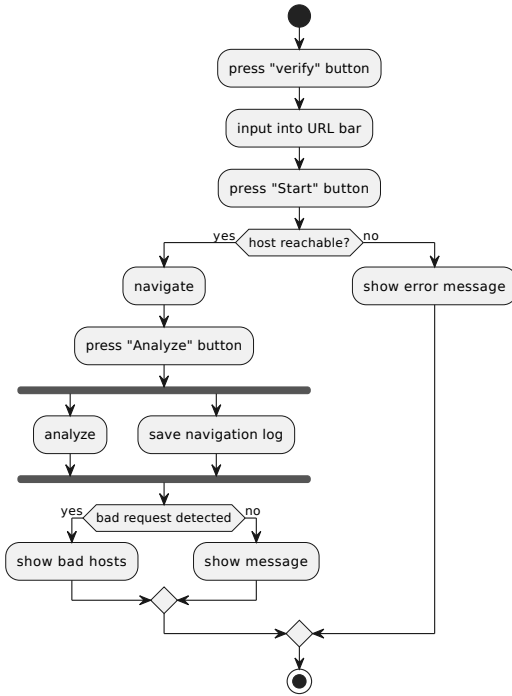 press "verify" button
input into URL bar
press "Start" button
yes
host reachable?
no
navigate
show error message
press "Analyze" button
analyze
save navigation log
yes
bad request detected
no
show bad hosts
show message